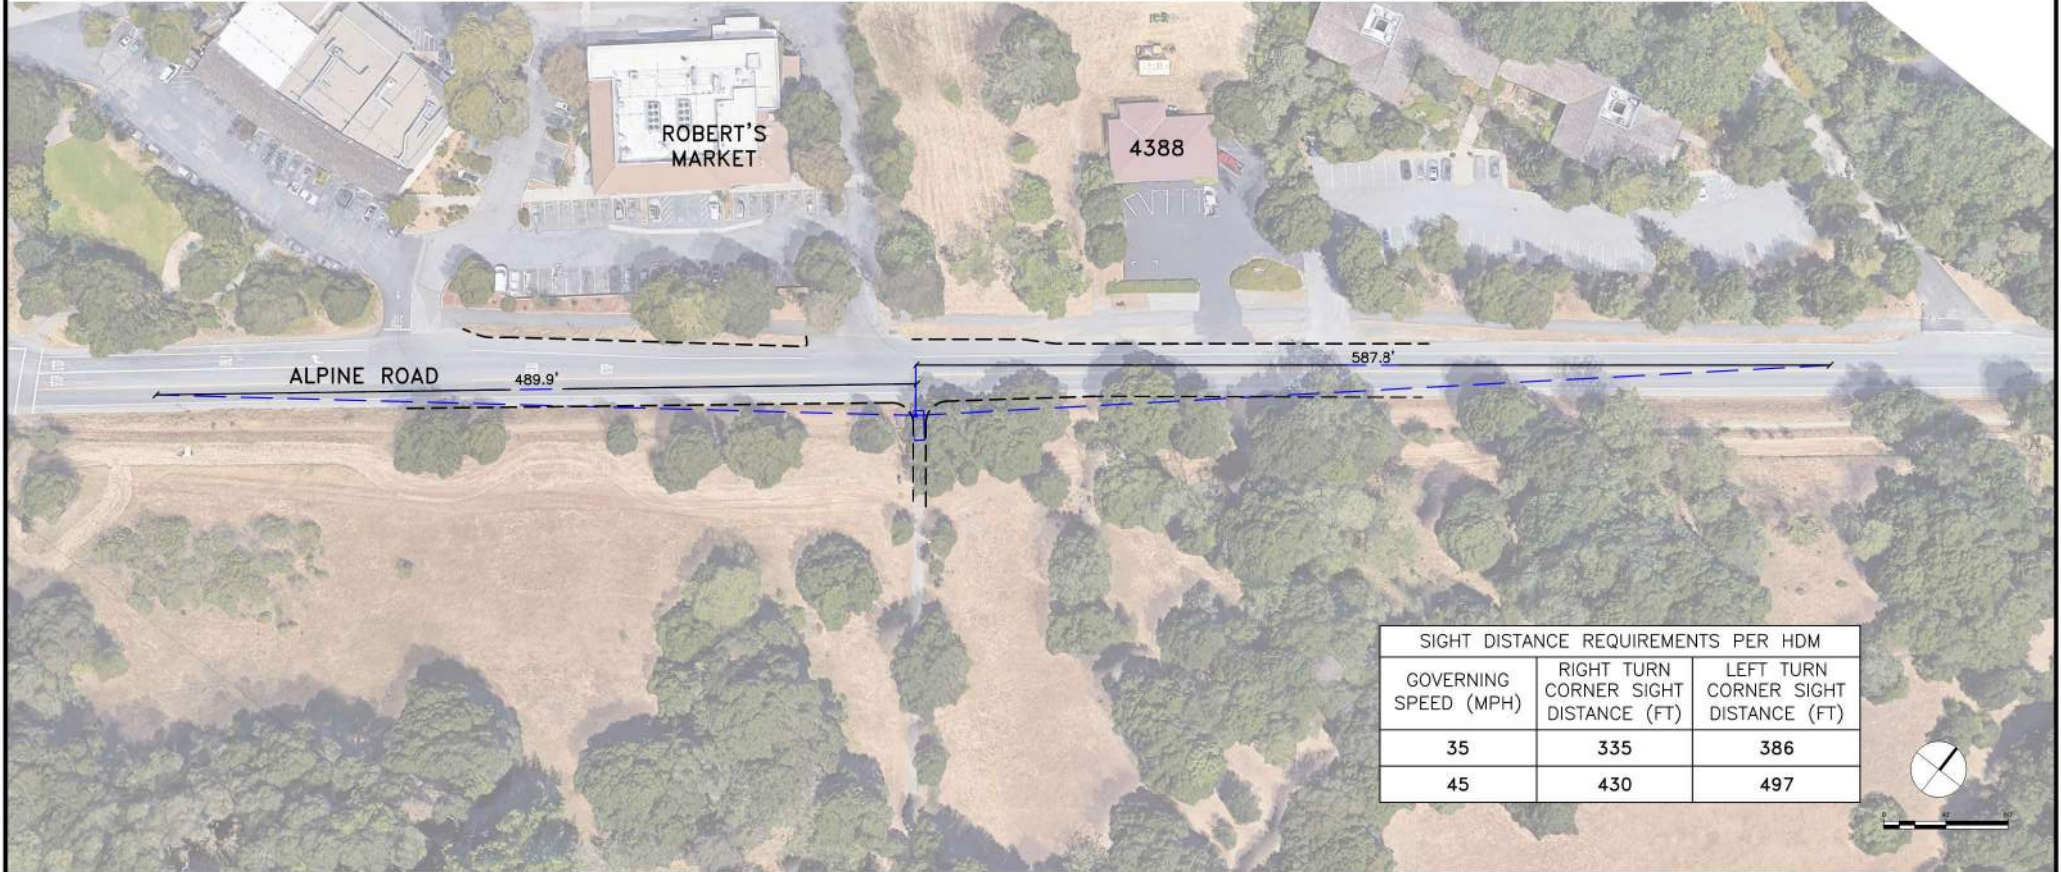 ROBERT'S
MARKET
4388
587.8'
ALPINE ROAD
489.9'
SIGHT DISTANCE REQUIREMENTS PER HDM
GOVERNING
SPEED (MPH)
RIGHT TURN
CORNER SIGHT
DISTANCE (FT)
LEFT TURN
CORNER SIGHT
DISTANCE (FT)
35
335
386
45
430
497